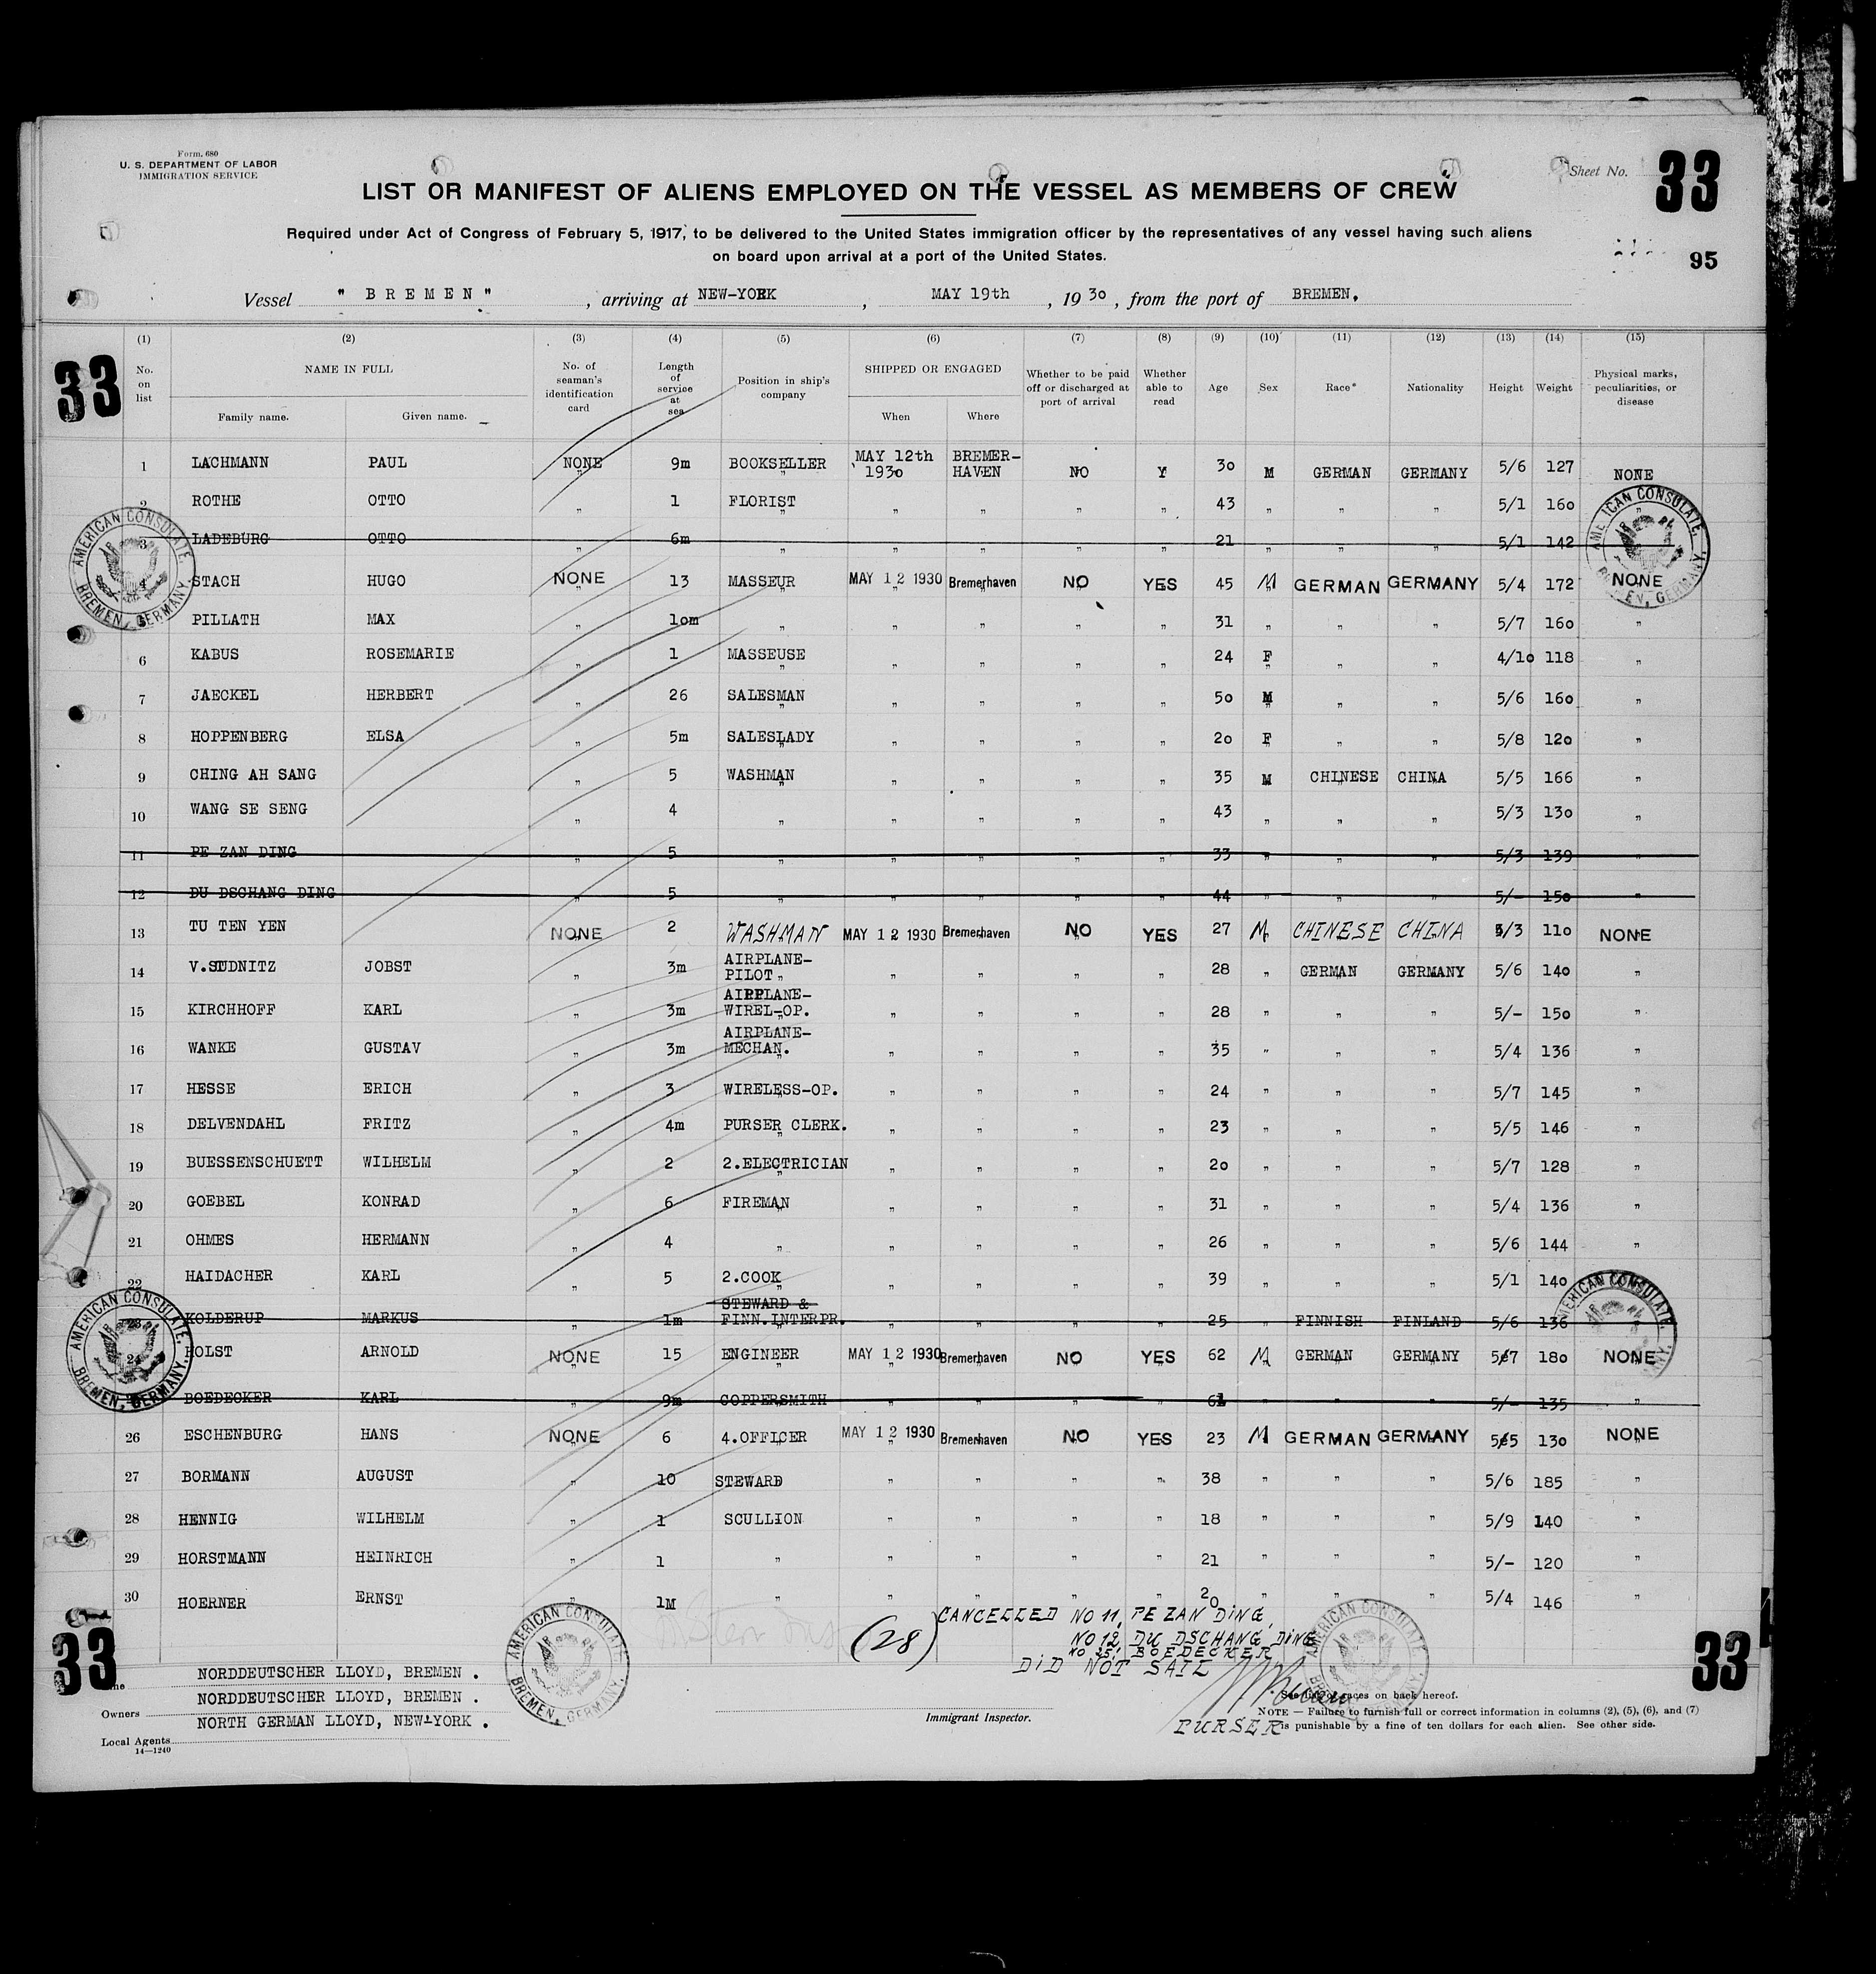 Form. 680
U. S. DEPARTMENT OF LABOR
IMMIGRATION SERVICE
Sheet No. 33
LIST OR MANIFEST OF ALIENS EMPLOYED ON THE VESSEL AS MEMBERS OF CREW
Required under Act of Congress of February 5, 1917, to be delivered to the United States immigration officer by the representatives of any vessel having such aliens
on board upon arrival at a port of the United States.
95
Vessel " B R E M E N " , arriving at NEW-YORK , MAY 19th , 1930, from the port of BREMEN.
33
(1) (2) (3) (4) (5) (6) (7) (8) (9) (10) (11) (12) (13) (14) (15)
No. on list NAME IN FULL No. of seaman's identification card Length of service at sea Position in ship's company SHIPPED OR ENGAGED Whether to be paid off or discharged at port of arrival Whether able to read Age Sex Race* Nationality Height Weight Physical marks, peculiarities, or disease
Family name. Given name. When Where
1 LACHMANN PAUL NONE 9m BOOKSELLER MAY 12th 1930 BREMER-HAVEN NO Y 30 M GERMAN GERMANY 5/6 127 NONE
2 ROTHE OTTO " 1 FLORIST " " " " 43 " " " 5/1 160 "
3 LADEBURG OTTO " 6m " " " " " 21 " " " 5/1 142
4 STACH HUGO NONE 13 MASSEUR MAY 12 1930 Bremerhaven NO YES 45 M GERMAN GERMANY 5/4 172 NONE
PILLATH MAX " 10m " " " " " 31 " " " 5/7 160 "
6 KABUS ROSEMARIE " 1 MASSEUSE " " " " 24 F " " 4/10 118 "
7 JAECKEL HERBERT " 26 SALESMAN " " " " 50 M " " 5/6 160 "
8 HOPPENBERG ELSA " 5m SALESLADY " " " " 20 F " " 5/8 120 "
9 CHING AH SANG " 5 WASHMAN " " " " 35 M CHINESE CHINA 5/5 166 "
10 WANG SE SENG " 4 " " " " " 43 " " " 5/3 130 "
11 PE ZAN DING " 5 " " " " " 33 " " " 5/3 139 "
12 DU DSCHANG DING " 5 " " " " " 44 " " " 5/- 150 "
13 TU TEN YEN NONE 2 WASHMAN MAY 12 1930 Bremerhaven NO YES 27 M CHINESE CHINA 5/3 110 NONE
14 V.STUDNITZ JOBST " 3m AIRPLANE-PILOT " " " " 28 " GERMAN GERMANY 5/6 140 "
15 KIRCHHOFF KARL " 3m AIRPLANE-WIREL-OP. " " " " 28 " " " 5/- 150 "
16 WANKE GUSTAV " 3m AIRPLANE-MECHAN. " " " " 35 " " " 5/4 136 "
17 HESSE ERICH " 3 WIRELESS-OP. " " " " 24 " " " 5/7 145 "
18 DELVENDAHL FRITZ " 4m PURSER CLERK. " " " " 23 " " " 5/5 146 "
19 BUESSENSCHUETT WILHELM " 2 2.ELECTRICIAN " " " " 20 " " " 5/7 128 "
20 GOEBEL KONRAD " 6 FIREMAN " " " " 31 " " " 5/4 136 "
21 OHMES HERMANN " 4 " " " " " 26 " " " 5/6 144 "
22 HAIDACHER KARL " 5 2.COOK " " " " 39 " " " 5/1 140
23 KOLDERUP MARKUS " 1m STEWARD & FINN.INTERPR. " " " " 25 " FINNISH FINLAND 5/6 136
24 HOLST ARNOLD NONE 15 ENGINEER MAY 12 1930 Bremerhaven NO YES 62 M GERMAN GERMANY 5/7 180 NONE
BOEDECKER KARL " 9m COPPERSMITH " " " " 61 " " " 5/- 135 "
26 ESCHENBURG HANS NONE 6 4.OFFICER MAY 12 1930 Bremerhaven NO YES 23 M GERMAN GERMANY 5/5 130 NONE
27 BORMANN AUGUST " 10 STEWARD " " " " 38 " " " 5/6 185 "
28 HENNIG WILHELM " 1 SCULLION " " " " 18 " " " 5/9 140 "
29 HORSTMANN HEINRICH " 1 " " " " " 21 " " " 5/- 120 "
30 HOERNER ERNST " 1M " " " " " 20 " " " 5/4 146 "
(28) CANCELLED NO 11, PE ZAN DING,
NO 12, DU DSCHANG DING
NO 25, BOEDECKER
DID NOT SAIL
PURSER
33
33
NORDDEUTSCHER LLOYD, BREMEN .
Owners NORDDEUTSCHER LLOYD, BREMEN .
Local Agents NORTH GERMAN LLOYD, NEW-YORK .
14—1240
Immigrant Inspector.
* See list of races on back hereof.
NOTE — Failure to furnish full or correct information in columns (2), (5), (6), and (7)
is punishable by a fine of ten dollars for each alien. See other side.
AMERICAN CONSULATE, BREMEN, GERMANY.
AMERICAN CONSULATE, BREMEN, GERMANY.
AMERICAN CONSULATE, BREMEN, GERMANY.
AMERICAN CONSULATE, BREMEN, GERMANY.
AMERICAN CONSULATE
AMERICAN CONSULATE